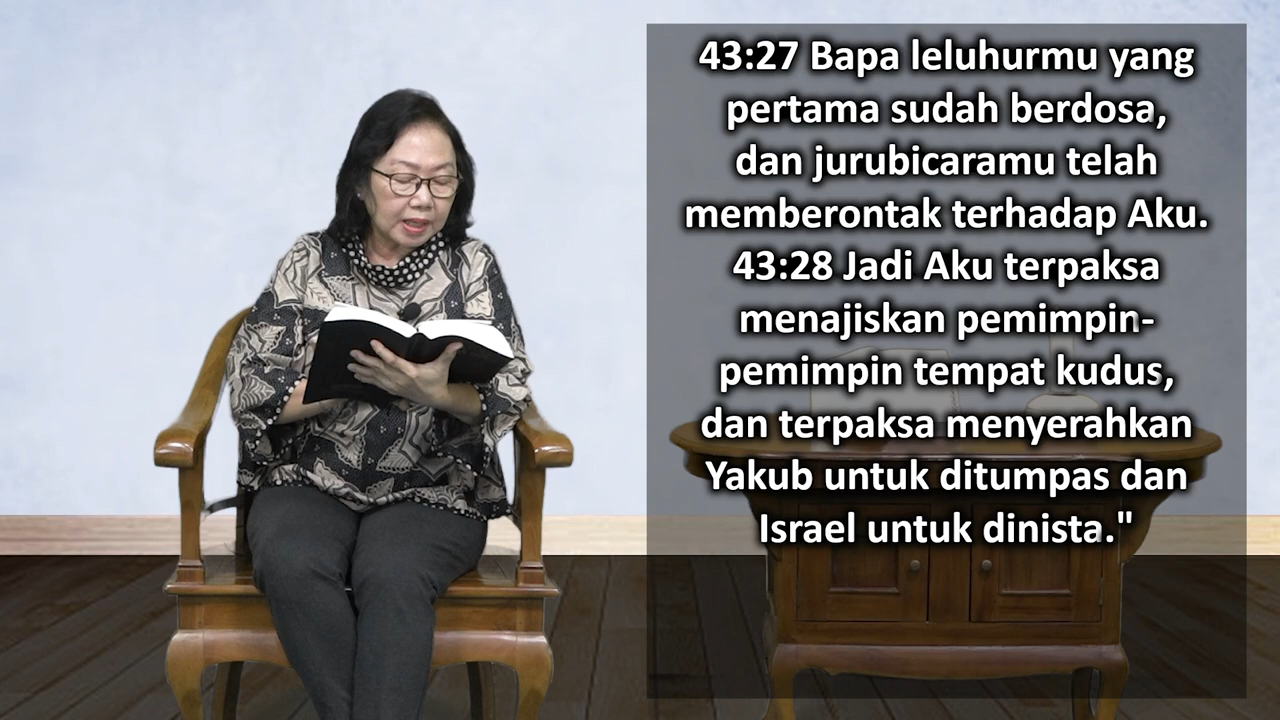 43:27 Bapa leluhurmu yang
pertama sudah berdosa,
dan jurubicaramu telah
memberontak terhadap Aku.
43:28 Jadi Aku terpaksa
menajiskan pemimpin-
pemimpin tempat kudus,
dan terpaksa menyerahkan
Yakub untuk ditumpas dan
Israel untuk dinista."